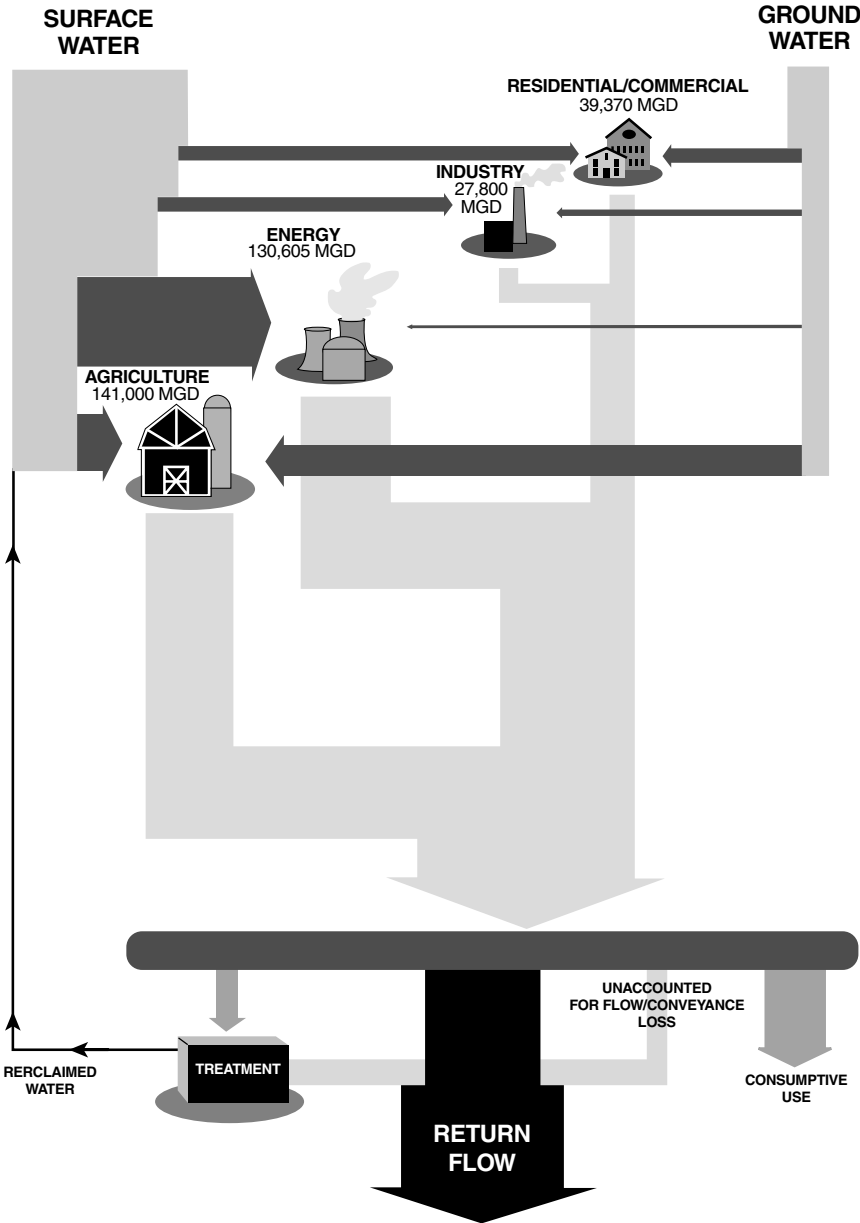 SURFACE
WATER
GROUND
WATER
RESIDENTIAL/COMMERCIAL
39,370 MGD
INDUSTRY
27,800
MGD
ENERGY
130,605 MGD
AGRICULTURE
141,000 MGD
UNACCOUNTED
FOR FLOW/CONVEYANCE
LOSS
TREATMENT
RERCLAIMED
WATER
CONSUMPTIVE
USE
RETURN
FLOW